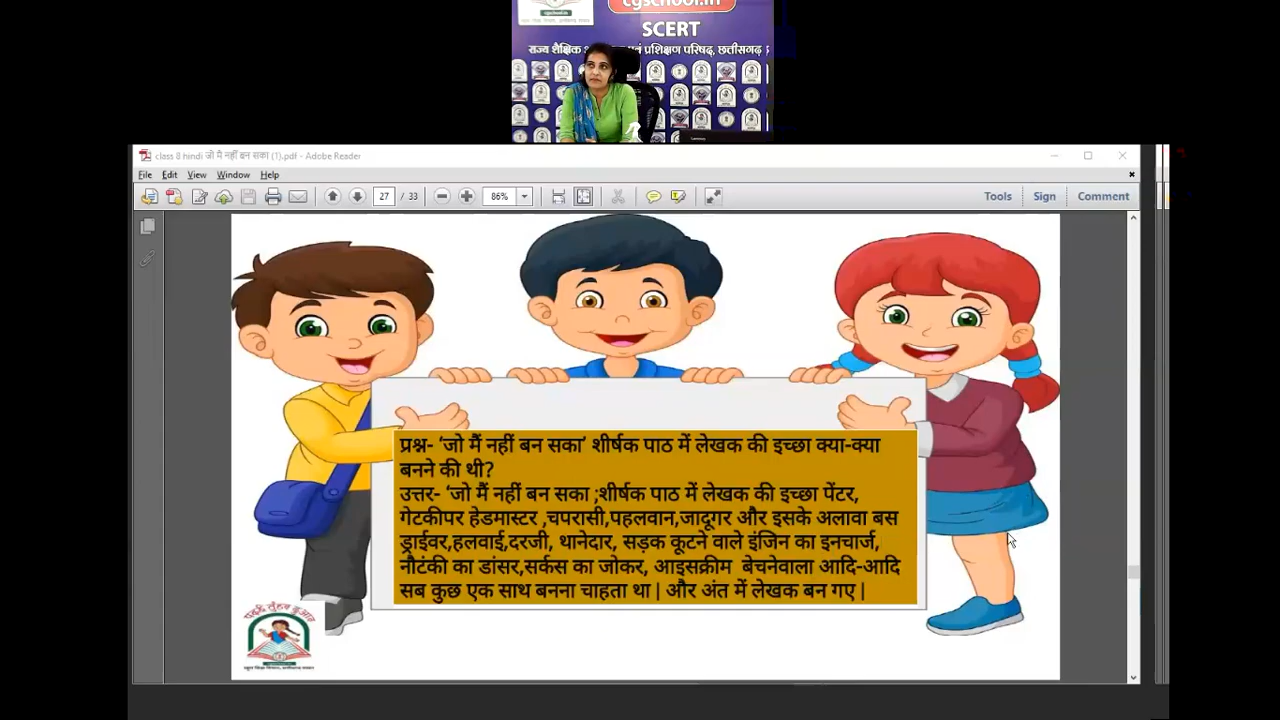 cgschool.in
SCERT
राज्य शैक्षिक एवं प्रशिक्षण परिषद्, छत्तीसगढ़
class 8 hindi जो मै नहीं बन सका (1).pdf - Adobe Reader
File Edit View Window Help
27 / 33 86% Tools Sign Comment
प्रश्न- 'जो मैं नहीं बन सका' शीर्षक पाठ में लेखक की इच्छा क्या-क्या
बनने की थी?
उत्तर- 'जो मैं नहीं बन सका ;शीर्षक पाठ में लेखक की इच्छा पेंटर,
गेटकीपर हेडमास्टर ,चपरासी,पहलवान,जादूगर और इसके अलावा बस
ड्राईवर,हलवाई,दरजी, थानेदार, सड़क कूटने वाले इंजिन का इनचार्ज,
नौटंकी का डांसर,सर्कस का जोकर, आइसक्रीम बेचनेवाला आदि-आदि
सब कुछ एक साथ बनना चाहता था | और अंत में लेखक बन गए |
पढ़ई तुंहर दुआर